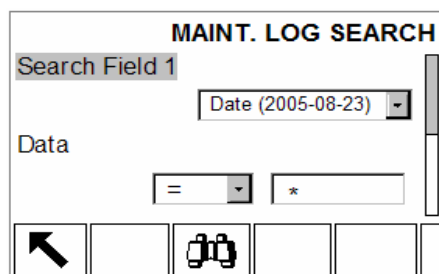 MAINT. LOG SEARCH
Search Field 1
Date (2005-08-23)
Data
= *